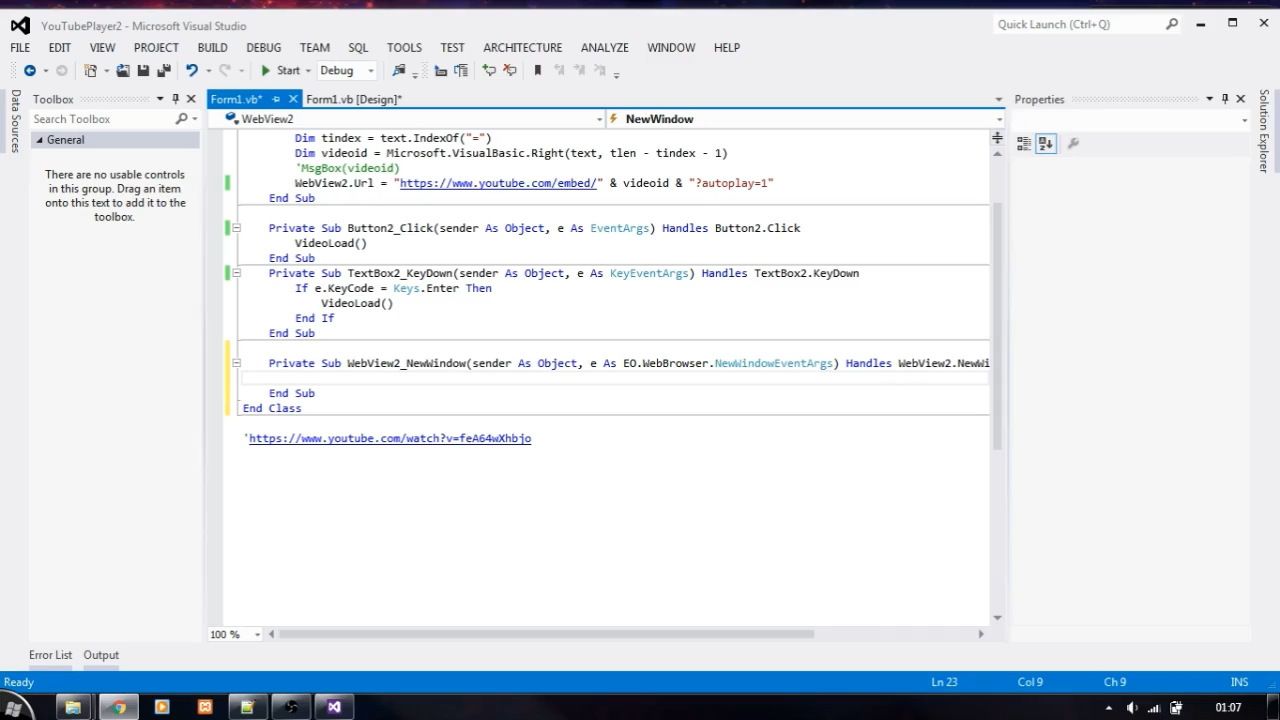 YouTubePlayer2 - Microsoft Visual Studio
Quick Launch (Ctrl+Q)
FILE EDIT VIEW PROJECT BUILD DEBUG TEAM SQL TOOLS TEST ARCHITECTURE ANALYZE WINDOW HELP
Start Debug
Data Sources
Toolbox
Search Toolbox
General
There are no usable controls
in this group. Drag an item
onto this text to add it to the
toolbox.
Form1.vb* Form1.vb [Design]*
WebView2 NewWindow
Dim tindex = text.IndexOf("=")
Dim videoid = Microsoft.VisualBasic.Right(text, tlen - tindex - 1)
'MsgBox(videoid)
WebView2.Url = "https://www.youtube.com/embed/" & videoid & "?autoplay=1"
End Sub
Private Sub Button2_Click(sender As Object, e As EventArgs) Handles Button2.Click
VideoLoad()
End Sub
Private Sub TextBox2_KeyDown(sender As Object, e As KeyEventArgs) Handles TextBox2.KeyDown
If e.KeyCode = Keys.Enter Then
VideoLoad()
End If
End Sub
Private Sub WebView2_NewWindow(sender As Object, e As EO.WebBrowser.NewWindowEventArgs) Handles WebView2.NewWi
End Sub
End Class
'https://www.youtube.com/watch?v=feA64wXhbjo
100 %
Properties
Solution Explorer
Error List Output
Ready Ln 23 Col 9 Ch 9 INS
01:07